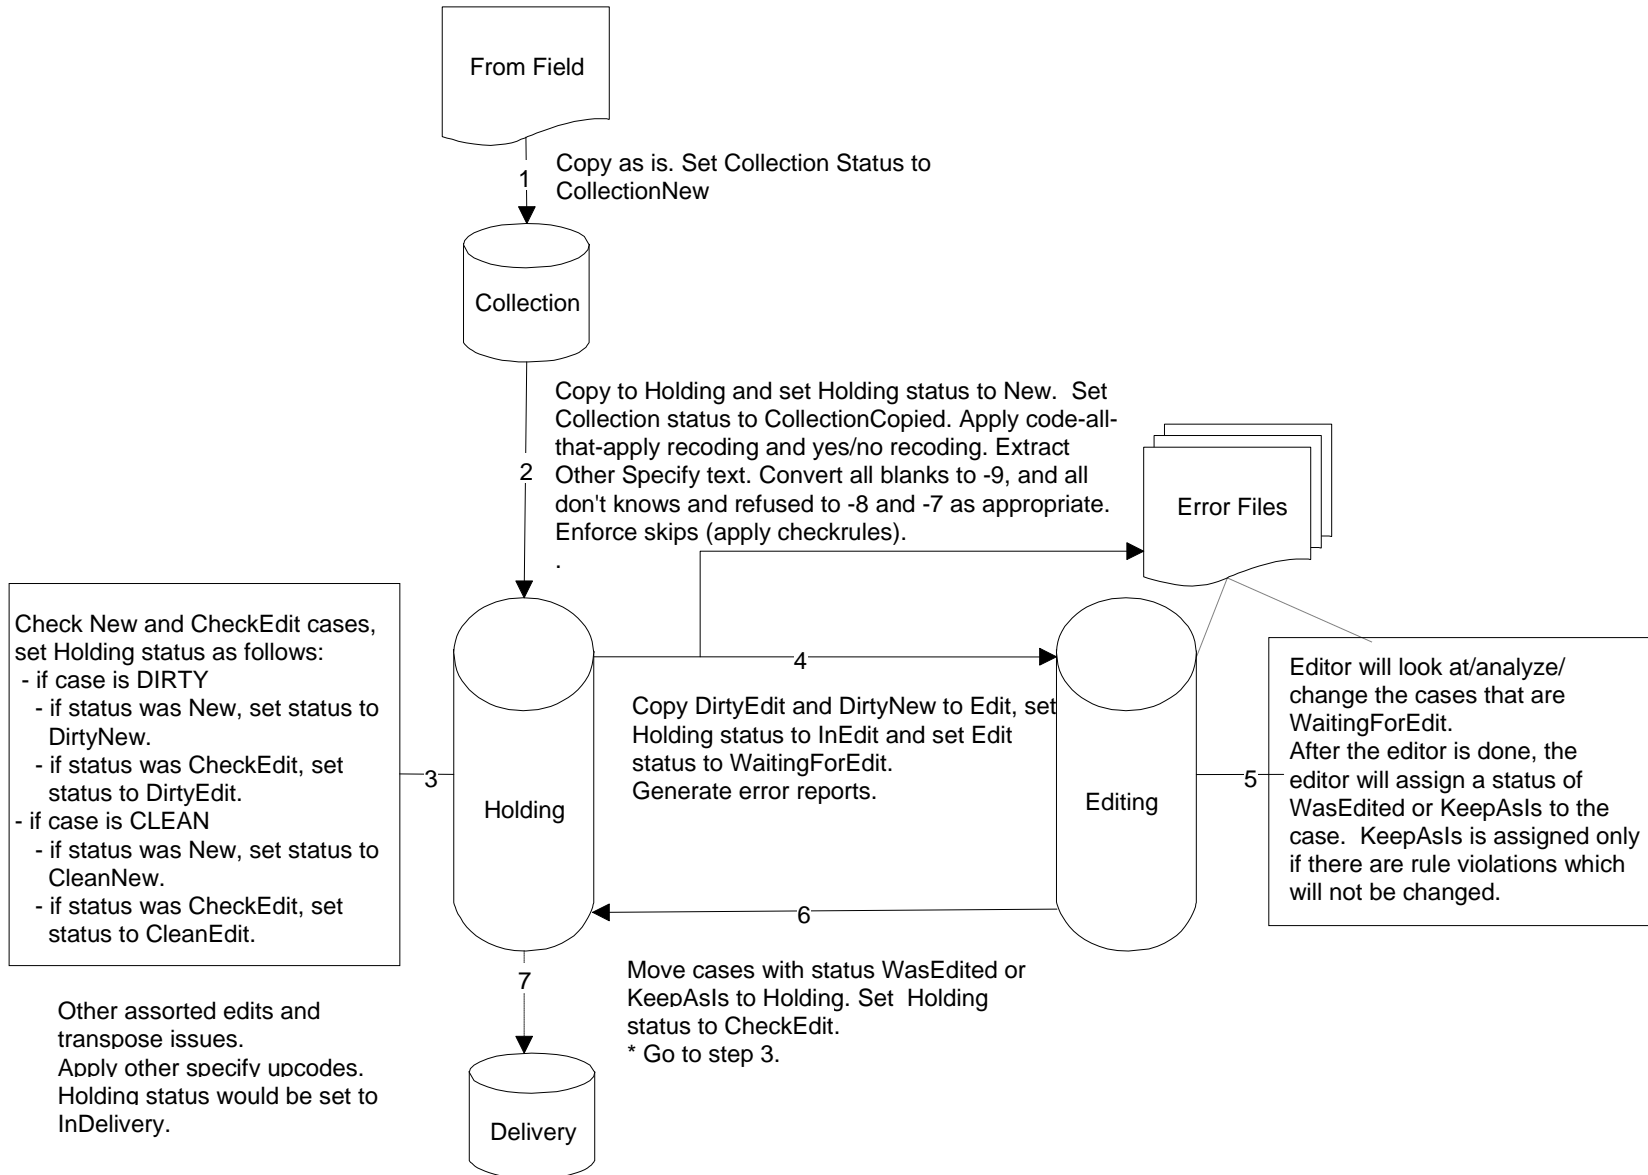 From Field
1
Copy as is. Set Collection Status to
CollectionNew
Collection
2
Copy to Holding and set Holding status to New.  Set
Collection status to CollectionCopied. Apply code-all-
that-apply recoding and yes/no recoding. Extract
Other Specify text. Convert all blanks to -9, and all
don't knows and refused to -8 and -7 as appropriate.
Enforce skips (apply checkrules).
.
Error Files
Check New and CheckEdit cases,
set Holding status as follows:
- if case is DIRTY
- if status was New, set status to
DirtyNew.
- if status was CheckEdit, set
status to DirtyEdit.
- if case is CLEAN
- if status was New, set status to
CleanNew.
- if status was CheckEdit, set
status to CleanEdit.
3
Holding
4
Copy DirtyEdit and DirtyNew to Edit, set
Holding status to InEdit and set Edit
status to WaitingForEdit.
Generate error reports.
Editing
5
Editor will look at/analyze/
change the cases that are
WaitingForEdit.
After the editor is done, the
editor will assign a status of
WasEdited or KeepAsIs to the
case.  KeepAsIs is assigned only
if there are rule violations which
will not be changed.
6
Move cases with status WasEdited or
KeepAsIs to Holding. Set  Holding
status to CheckEdit.
* Go to step 3.
7
Other assorted edits and
transpose issues.
Apply other specify upcodes.
Holding status would be set to
InDelivery.
Delivery